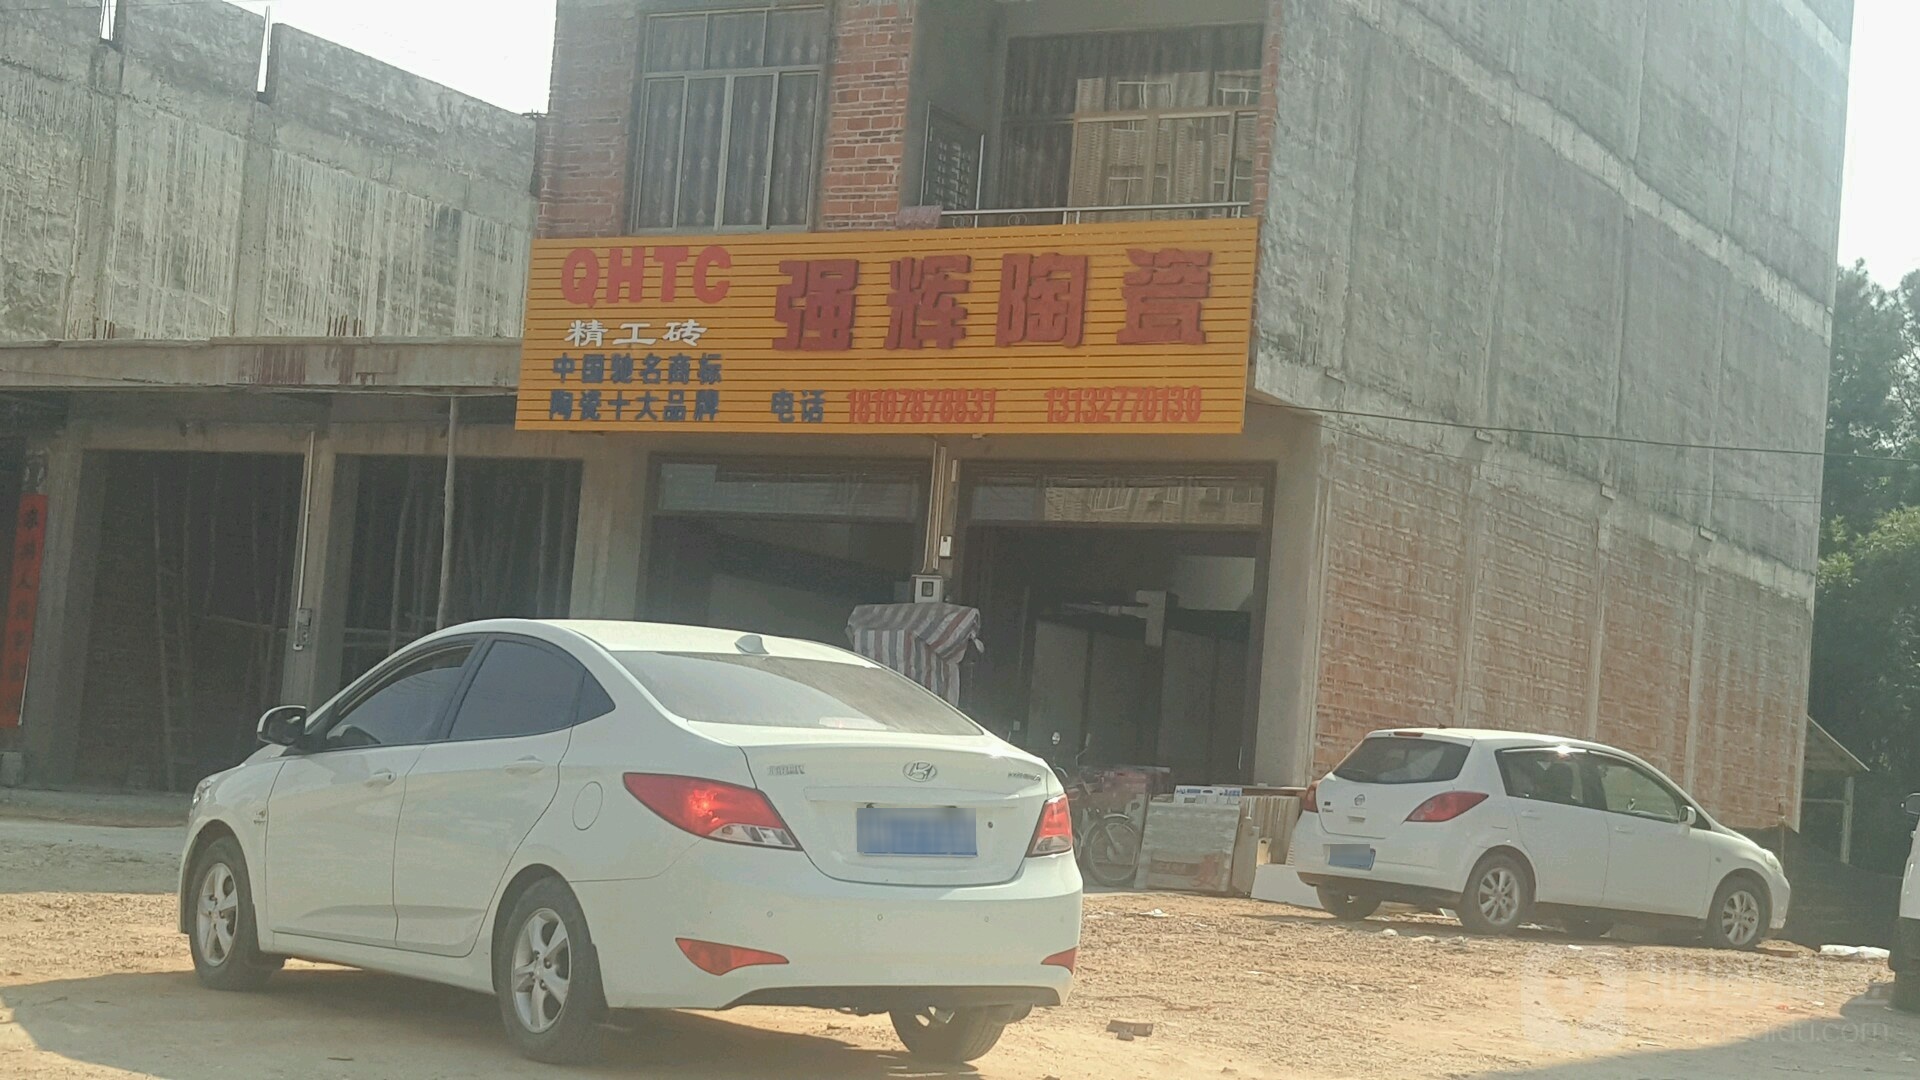 QHTC
强辉陶瓷
精工砖
中国驰名商标
陶瓷十大品牌
电话 18107878831 13132770130